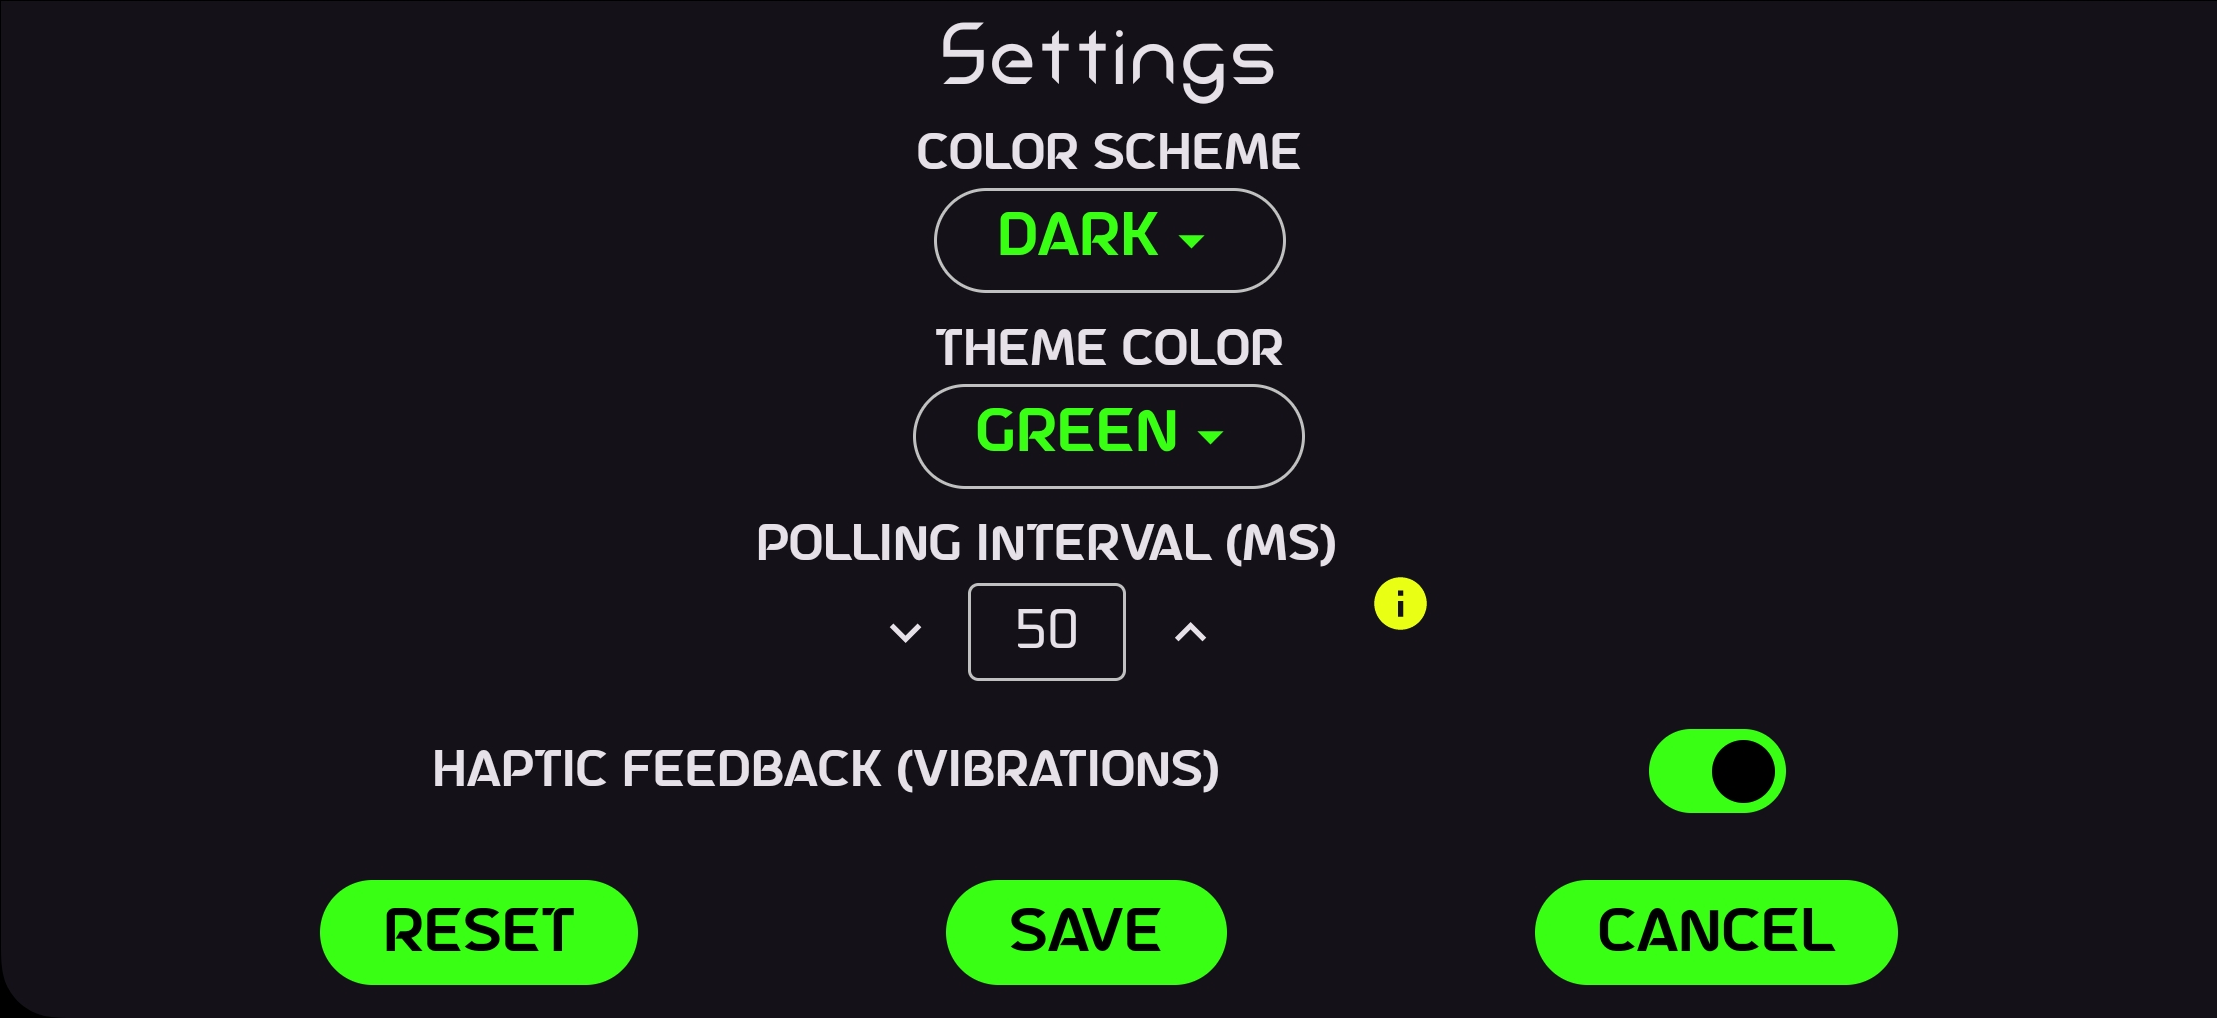 Settings
COLOR SCHEME
DARK
THEME COLOR
GREEN
POLLING INTERVAL (MS)
50
i
HAPTIC FEEDBACK (VIBRATIONS)
RESET
SAVE
CANCEL